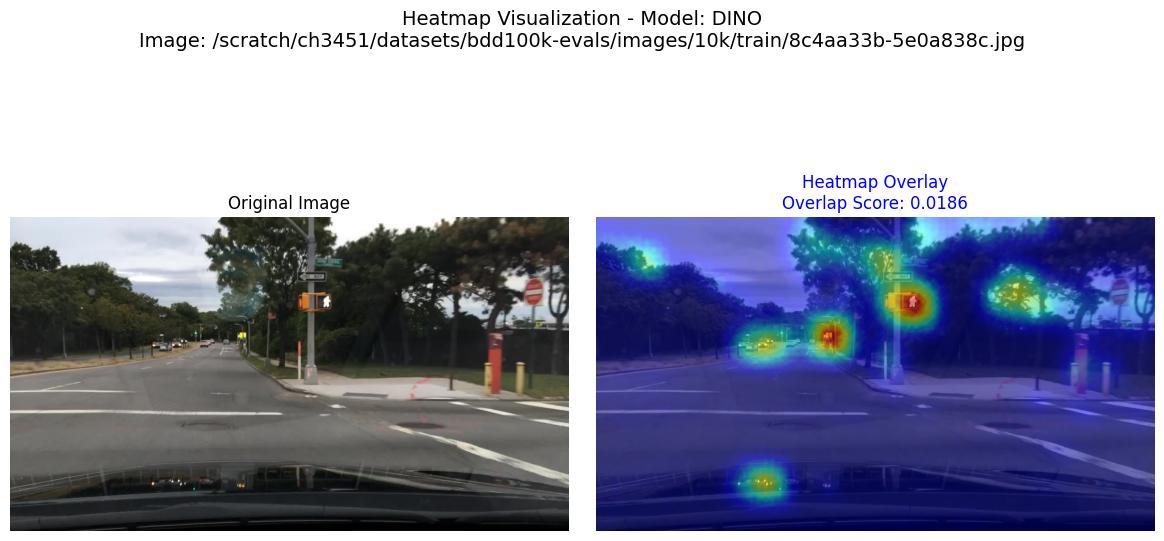 Heatmap Visualization - Model: DINO
Image: /scratch/ch3451/datasets/bdd100k-evals/images/10k/train/8c4aa33b-5e0a838c.jpg
Original Image
Heatmap Overlay
Overlap Score: 0.0186